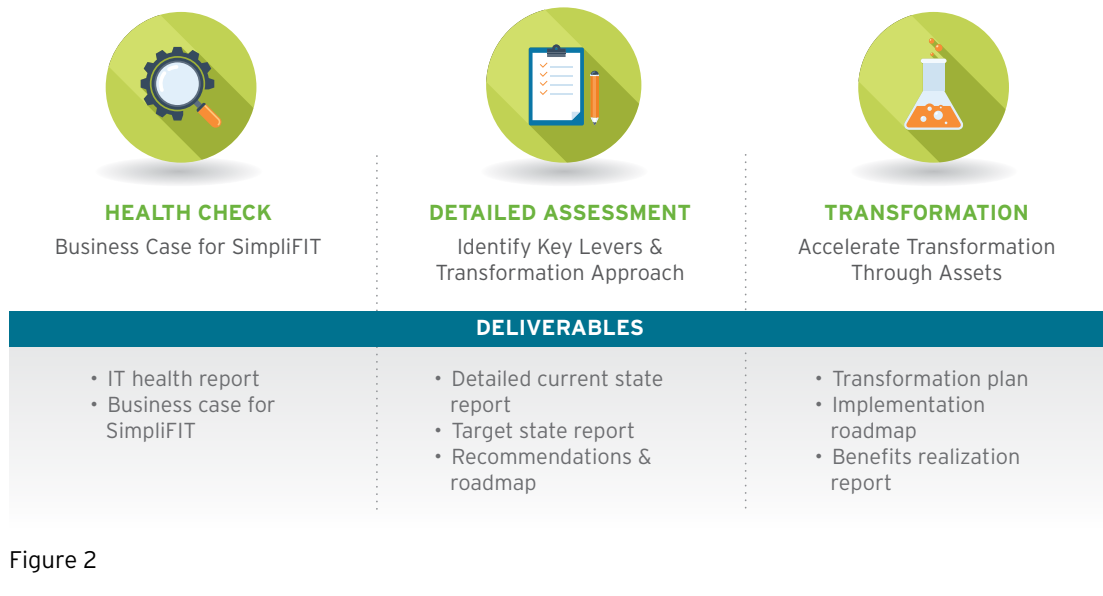 HEALTH CHECK
Business Case for SimpliFIT
DETAILED ASSESSMENT
Identify Key Levers &
Transformation Approach
TRANSFORMATION
Accelerate Transformation
Through Assets
DELIVERABLES
• IT health report
• Business case for
SimpliFIT
• Detailed current state
report
• Target state report
• Recommendations &
roadmap
• Transformation plan
• Implementation
roadmap
• Benefits realization
report
Figure 2